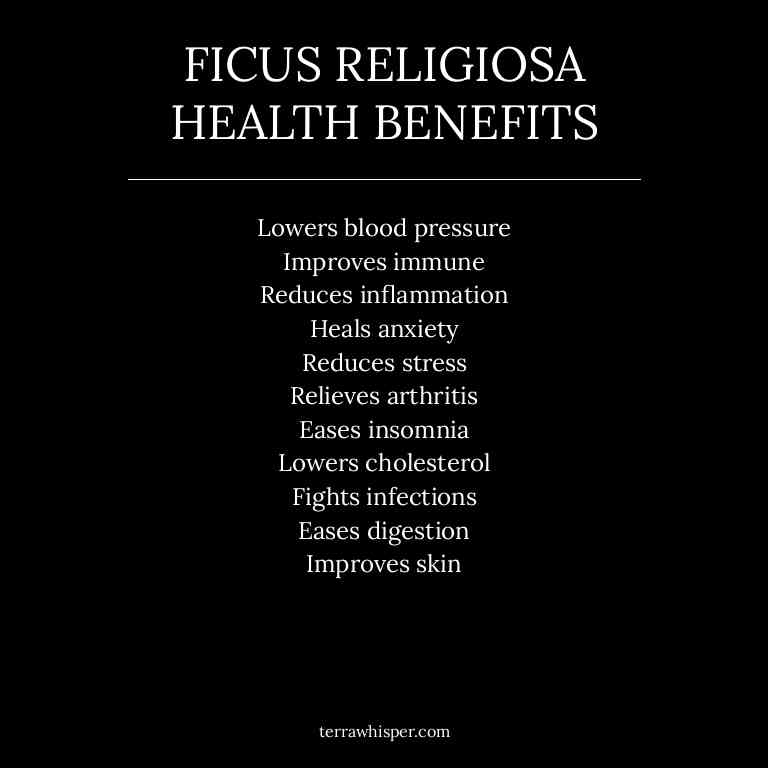 FICUS RELIGIOSA
HEALTH BENEFITS
Lowers blood pressure
Improves immune
Reduces inflammation
Heals anxiety
Reduces stress
Relieves arthritis
Eases insomnia
Lowers cholesterol
Fights infections
Eases digestion
Improves skin
terrawhisper.com